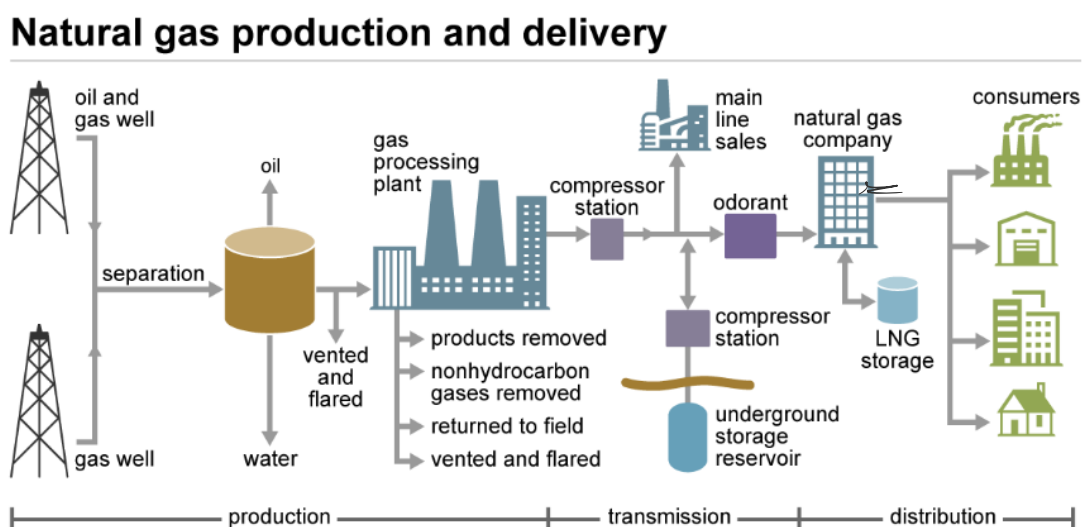 Natural gas production and delivery
oil and
gas well
gas well
separation
oil
water
vented
and
flared
gas
processing
plant
products removed
nonhydrocarbon
gases removed
returned to field
vented and flared
compressor
station
main
line
sales
odorant
compressor
station
underground
storage
reservoir
natural gas
company
LNG
storage
consumers
production
transmission
distribution